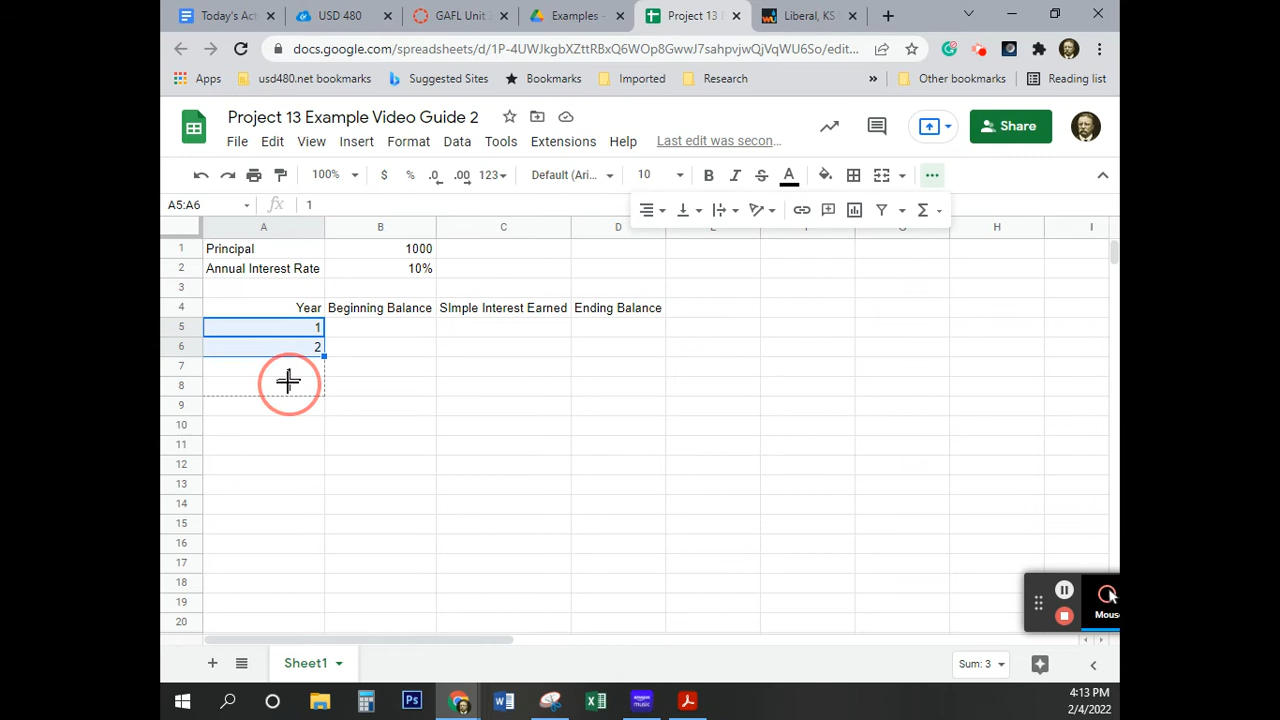 Today's Act
USD 480
GAFL Unit
Examples -
Project 13 E
Liberal, KS
docs.google.com/spreadsheets/d/1P-4UWJkgbXZttRBxQ6WOp8GwwJ7sahpvjwQjVqWU6So/edit...
Apps
usd480.net bookmarks
Suggested Sites
Bookmarks
Imported
Research
»
Other bookmarks
Reading list
Project 13 Example Video Guide 2
Share
File Edit View Insert Format Data Tools Extensions Help Last edit was secon...
100% $ % .0 .00 123 Default (Ari... 10 B I S A
A5:A6 fx 1
A B C D H I
1 Principal 1000
2 Annual Interest Rate 10%
3
4 Year Beginning Balance SImple Interest Earned Ending Balance
5 1
6 2
7
8
9
10
11
12
13
14
15
16
17
18
19
20
Mous
Sheet1
Sum: 3
Ps
W
X
music
4:13 PM
2/4/2022